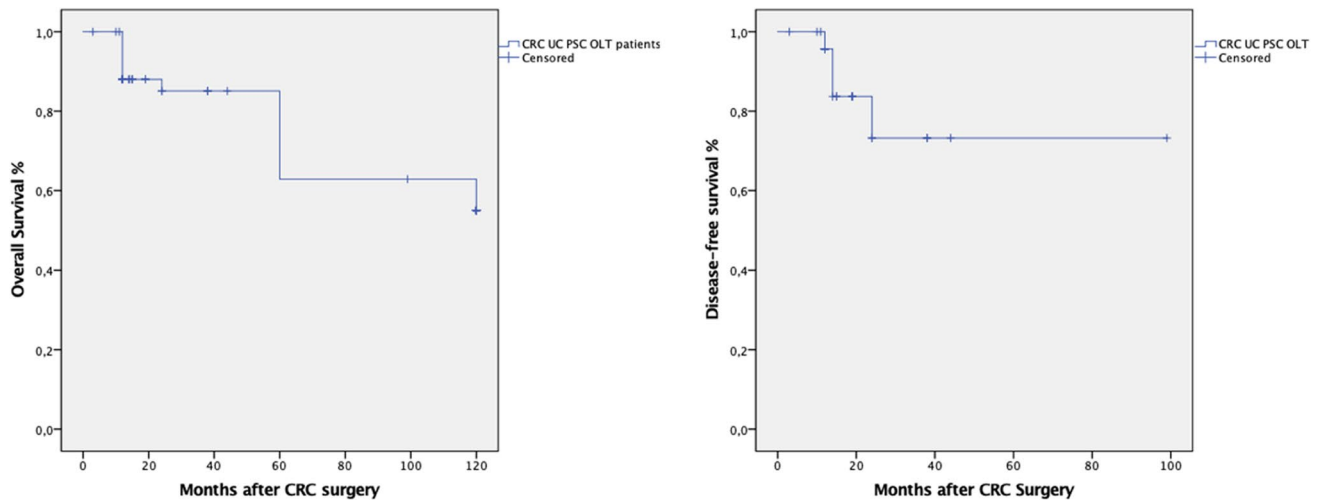 1,0
0,8
0,6
0,4
0,2
0,0
Overall Survival %
0 20 40 60 80 100 120
Months after CRC surgery
CRC UC PSC OLT patients
Censored
1,0
0,8
0,6
0,4
0,2
0,0
Disease-free survival %
0 20 40 60 80 100
Months after CRC Surgery
CRC UC PSC OLT
Censored